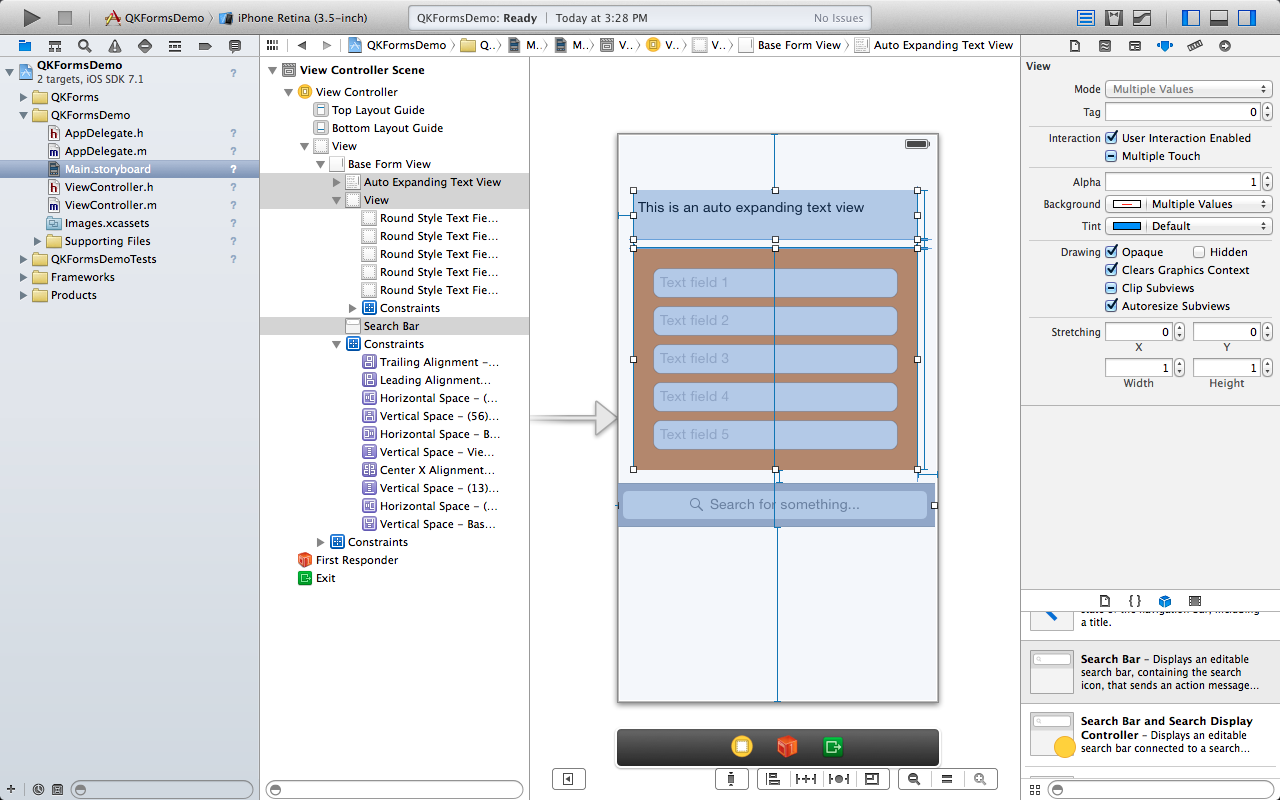 QKFormsDemo
iPhone Retina (3.5-inch)
QKFormsDemo: Ready
Today at 3:28 PM
No Issues
QKFormsDemo
Q...
M...
M...
V...
V...
V...
Base Form View
Auto Expanding Text View
QKFormsDemo
2 targets, iOS SDK 7.1
?
QKForms
QKFormsDemo
AppDelegate.h
?
AppDelegate.m
?
Main.storyboard
?
ViewController.h
?
ViewController.m
?
Images.xcassets
?
Supporting Files
?
QKFormsDemoTests
?
Frameworks
Products
View Controller Scene
View Controller
Top Layout Guide
Bottom Layout Guide
View
Base Form View
Auto Expanding Text View
View
Round Style Text Fie...
Round Style Text Fie...
Round Style Text Fie...
Round Style Text Fie...
Round Style Text Fie...
Constraints
Search Bar
Constraints
Trailing Alignment –...
Leading Alignment...
Horizontal Space – (...
Vertical Space – (56)...
Horizontal Space – B...
Vertical Space – Vie...
Center X Alignment...
Vertical Space – (13)...
Horizontal Space – (...
Vertical Space – Bas...
Constraints
First Responder
Exit
This is an auto expanding text view
Text field 1
Text field 2
Text field 3
Text field 4
Text field 5
Search for something...
View
Mode
Multiple Values
Tag
0
Interaction
User Interaction Enabled
Multiple Touch
Alpha
1
Background
Multiple Values
Tint
Default
Drawing
Opaque
Hidden
Clears Graphics Context
Clip Subviews
Autoresize Subviews
Stretching
0
0
X
Y
1
1
Width
Height
{ }
state of the navigation bar, including
a title.
Search Bar – Displays an editable
search bar, containing the search
icon, that sends an action message...
Search Bar and Search Display
Controller – Displays an editable
search bar connected to a search...